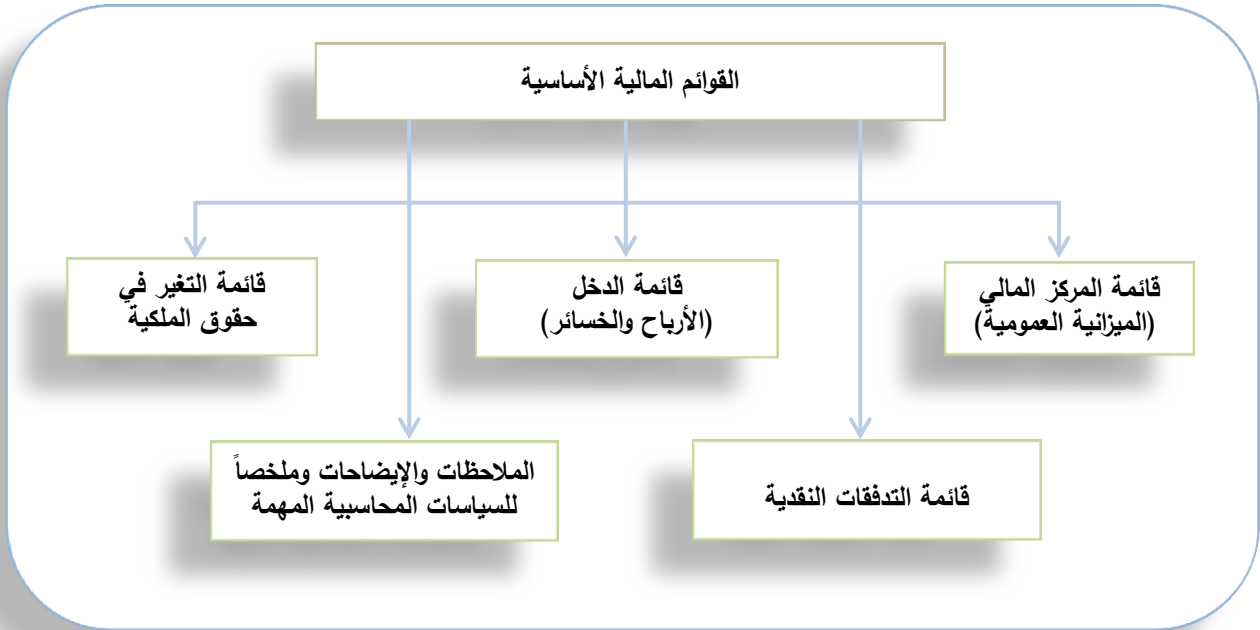 القوائم المالية الأساسية
قائمة المركز المالي
(الميزانية العمومية)
قائمة الدخل
(الأرباح والخسائر)
قائمة التغير في
حقوق الملكية
قائمة التدفقات النقدية
الملاحظات والإيضاحات وملخصاً
للسياسات المحاسبية المهمة